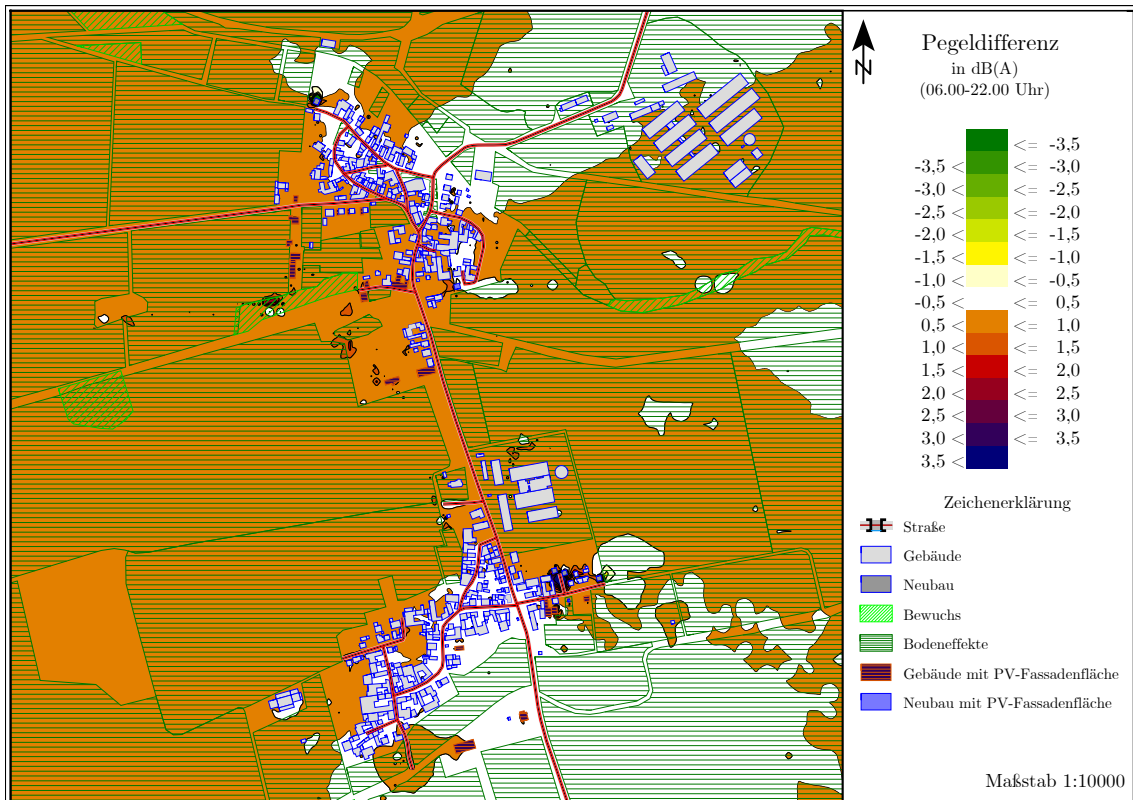 N
Pegeldifferenz
in dB(A)
(06.00-22.00 Uhr)
<= -3.5
-3,5 < <= -3,0
-3.0 < <= -2,5
-2,5 < <= -2.0
-2,0 < <= -1,5
-1.5 < <= -1,0
-1.0 < <= -0.5
-0,5 < 0,5
0,5 < <= 1,0
1,0 < <= 1,5
1,5 < <= 2,0
2,0 < <= 2,5
2,5 < <= 3,0
3,0 < <= 3,5
3,5 <
Zeichenerklärung
Straße
Gebäude
Neubau
Bewuchs
Bodeneffekte
Gebäude mit PV-Fassadenfläche
Neubau mit PV-Fassadenfläche
Maßstab 1:10000